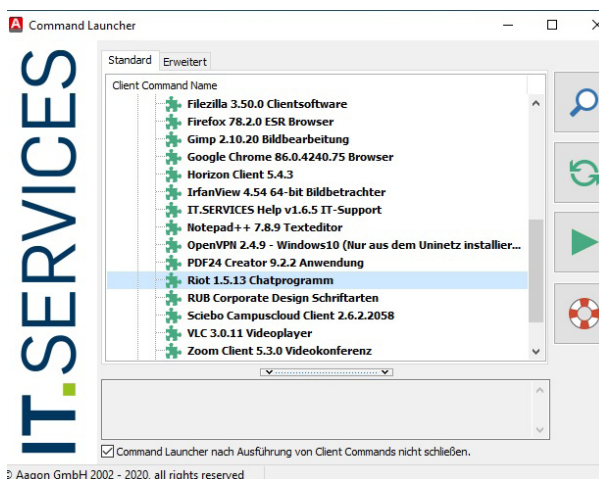 A Command Launcher
IT.SERVICES
Standard Erweitert
Client Command Name
Filezilla 3.50.0 Clientsoftware
Firefox 78.2.0 ESR Browser
Gimp 2.10.20 Bildbearbeitung
Google Chrome 86.0.4240.75 Browser
Horizon Client 5.4.3
IrfanView 4.54 64-bit Bildbetrachter
IT.SERVICES Help v1.6.5 IT-Support
Notepad++ 7.8.9 Texteditor
OpenVPN 2.4.9 - Windows10 (Nur aus dem Uninetz installier...
PDF24 Creator 9.2.2 Anwendung
Riot 1.5.13 Chatprogramm
RUB Corporate Design Schriftarten
Sciebo Campuscloud Client 2.6.2.2058
VLC 3.0.11 Videoplayer
Zoom Client 5.3.0 Videokonferenz
Command Launcher nach Ausführung von Client Commands nicht schließen.
© Aagon GmbH 2002 - 2020, all rights reserved